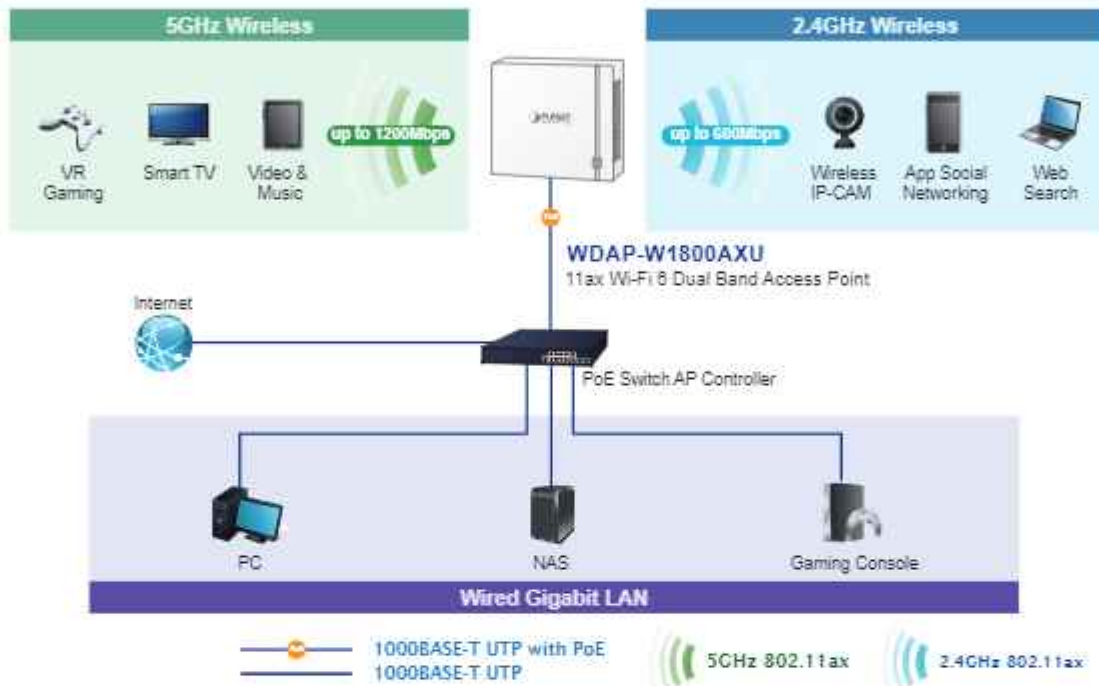 5GHz Wireless
2.4GHz Wireless
PLANET
up to 1200Mbps
up to 600Mbps
VR
Gaming
Smart TV
Video &
Music
Wireless
IP-CAM
App Social
Networking
Web
Search
WDAP-W1800AXU
11ax Wi-Fi 6 Dual Band Access Point
Internet
PoE Switch AP Controller
PC
NAS
Gaming Console
Wired Gigabit LAN
1000BASE-T UTP with PoE
1000BASE-T UTP
5GHz 802.11ax
2.4GHz 802.11ax